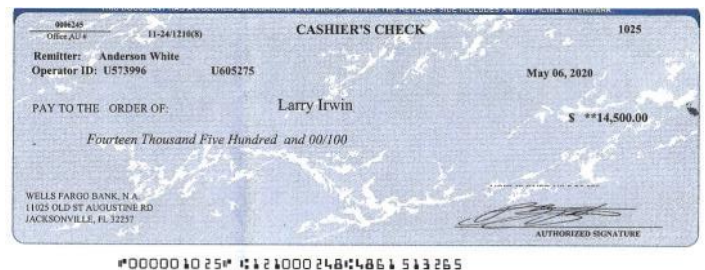 0006245
Office AU # 11-24/1210(8) CASHIER'S CHECK 1025
Remitter: Anderson White
Operator ID: U573996 U605275 May 06, 2020
PAY TO THE ORDER OF: Larry Irwin
$ **14,500.00
Fourteen Thousand Five Hundred and 00/100
WELLS FARGO BANK, N.A.
11025 OLD ST AUGUSTINE RD
JACKSONVILLE, FL 32257
AUTHORIZED SIGNATURE
⑈0000010 25⑈ ⑆121000248⑆4861 513265